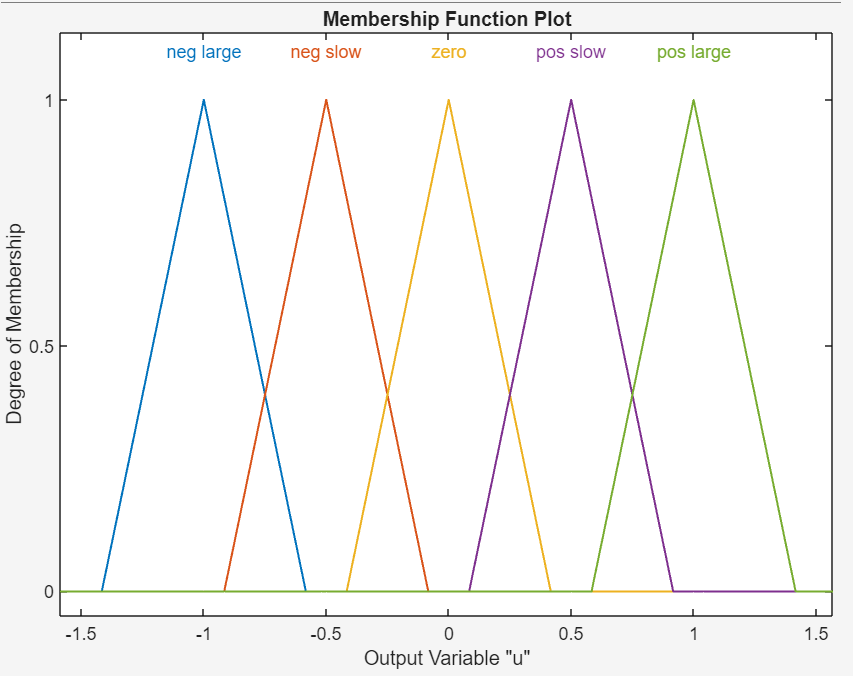 Membership Function Plot
neg large neg slow zero pos slow pos large
1
0.5
0
Degree of Membership
-1.5 -1 -0.5 0 0.5 1 1.5
Output Variable "u"